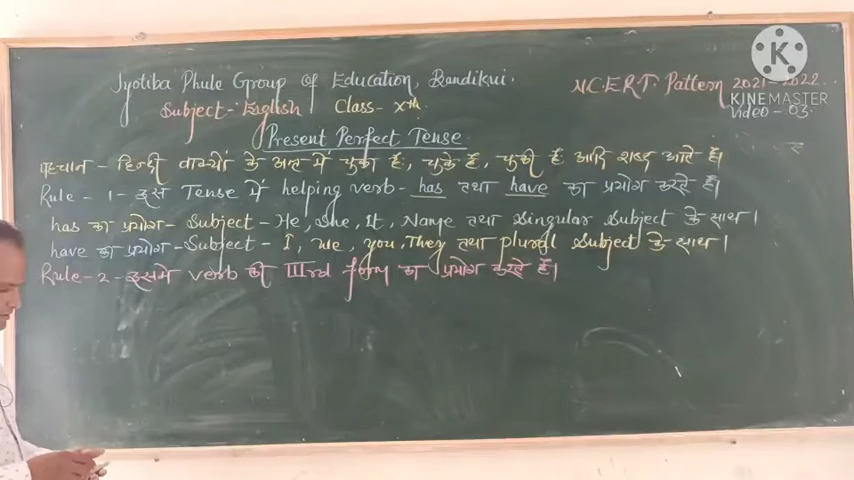 Jyotiba Phule Group of Education, Bandikui.
N.C.E.R.T. Pattern 2021-2022
Subject- English Class- Xth.
Video - 03.
K
KINEMASTER
Present Perfect Tense
पहचान - हिन्दी वाक्यों के अन्त में चुका है, चुके है, चुकी है आदि शब्द आते है।
Rule - 1 - इस Tense में helping verb - has तथा have का प्रयोग करते है।
has का प्रयोग - Subject - He, She, It, Name तथा Singular Subject के साथ।
have का प्रयोग - Subject - I, We, you, They तथा plural Subject के साथ।
Rule - 2 - इसमे verb की IIIrd form का प्रयोग करते है।